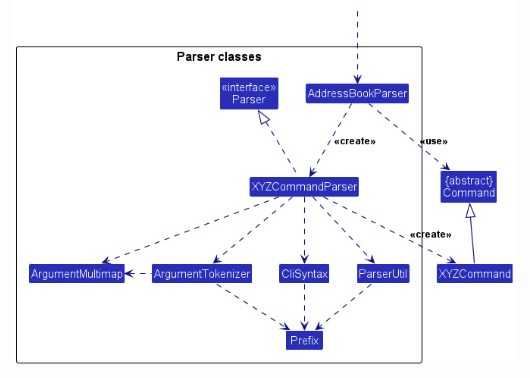 Parser classes
«interface»
Parser
AddressBookParser
«create»
«use»
{abstract}
Command
XYZCommandParser
«create»
ArgumentMultimap
ArgumentTokenizer
CliSyntax
ParserUtil
XYZCommand
Prefix